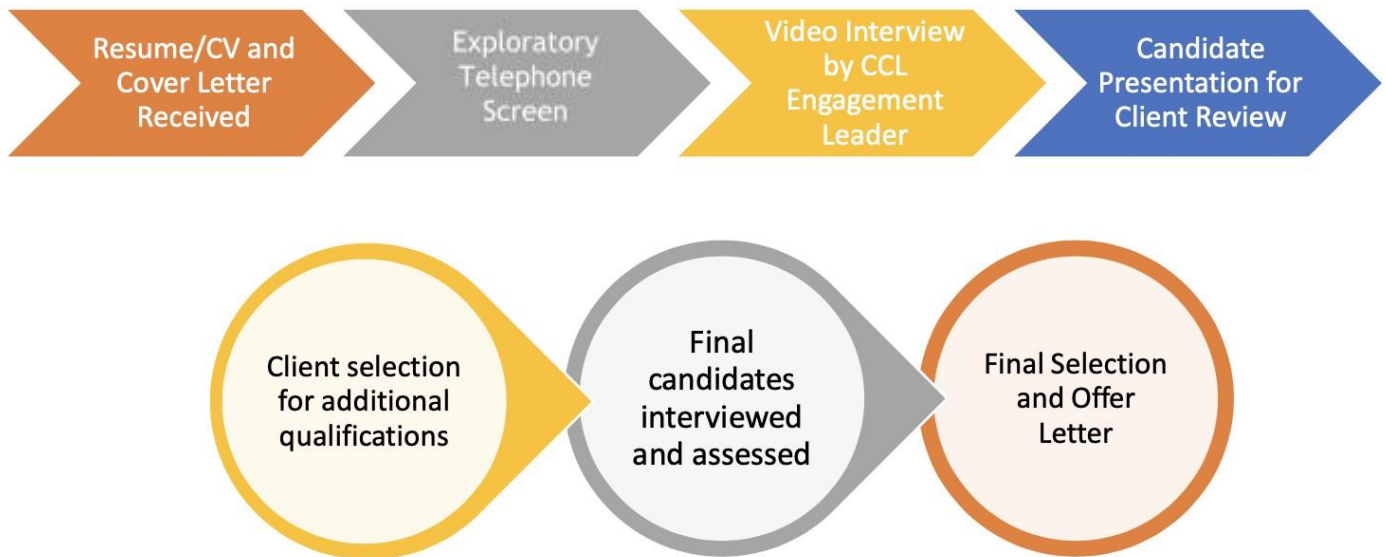 Resume/CV and
Cover Letter
Received
Exploratory
Telephone
Screen
Video Interview
by CCL
Engagement
Leader
Candidate
Presentation for
Client Review
Client selection
for additional
qualifications
Final
candidates
interviewed
and assessed
Final Selection
and Offer
Letter